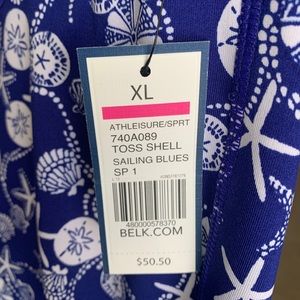 XL
ATHLEISURE/SPRT
740A089
TOSS SHELL
SAILING BLUES
SP 1
480000578370
BELK.COM
$50.50